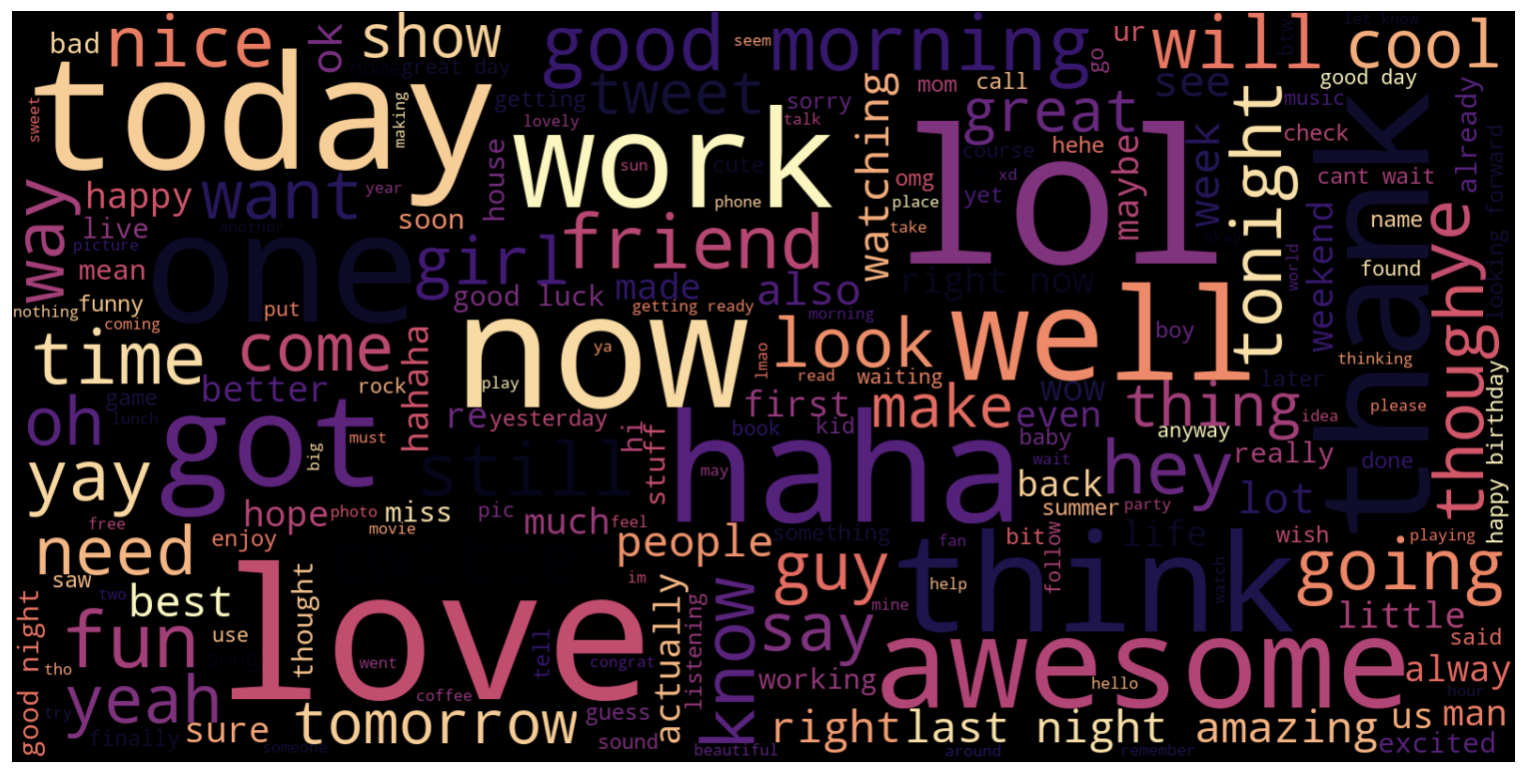 bad
nice
ok
show
good morning
seem
ur
will
cool
let know
btw
today
home
great day
getting
tweet
go
mom
call
see
good day
sweet
making
work
sorry
talk
lovely
watching
great
music
check
already
way
happy
year
want
house
cute
sun
phone
course
hehe
maybe
week
tonight
thank
cant wait
looking forward
live
picture
another
soon
friend
omg
place
take
yet
xd
lol
okay
name
mean
one
girl
right now
world
weekend
found
thoughye
nothing
funny
coming
put
good luck
made
also
getting ready
morning
boy
time
come
hahaha
now
ya
play
lmao
look
read
waiting
well
thinking
better
rock
game
lunch
re
yesterday
first
book
kid
make
wow
even
thing
later
idea
please
oh
got
must
big
still
hi
stuff
haha
may
baby
wait
anyway
hey
really
done
happy birthday
yay
hope
photo
miss
movie
pic
much
feel
back
summer
party
lot
free
need
enjoy
people
something
guy
fan
think
help
bit
follow
life
watch
wish
going
playing
saw
two
best
use
thought
love
im
actually
listening
know
say
mine
little
good night
tho
fun
song
went
tell
congrat
working
awesome
hello
said
alway
try
yeah
finally
sure
someone
tomorrow
coffee
guess
sound
beautiful
right
last night
around
remember
amazing
us
man
hour
excited